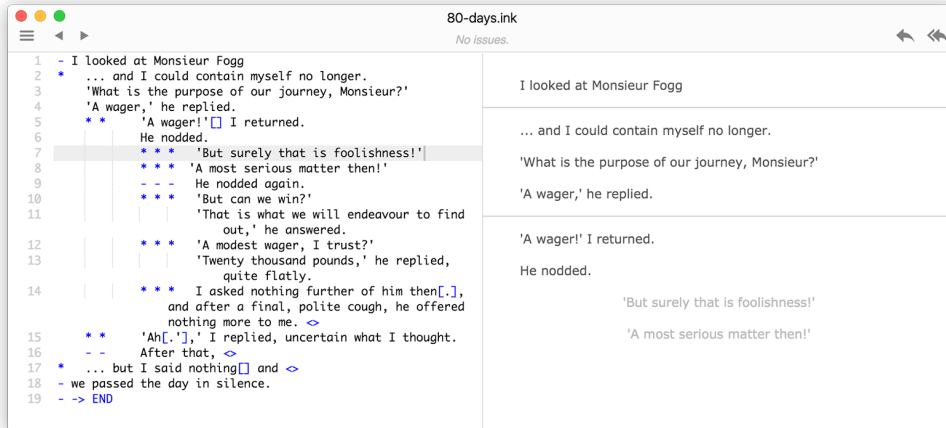 80-days.ink
No issues.
1 - I looked at Monsieur Fogg
2 * ... and I could contain myself no longer.
3 'What is the purpose of our journey, Monsieur?'
4 'A wager,' he replied.
5 * * 'A wager!'[] I returned.
6 He nodded.
7 * * * 'But surely that is foolishness!'
8 * * * 'A most serious matter then!'
9 - - - He nodded again.
10 * * * 'But can we win?'
11 'That is what we will endeavour to find
out,' he answered.
12 * * * 'A modest wager, I trust?'
13 'Twenty thousand pounds,' he replied,
quite flatly.
14 * * * I asked nothing further of him then[.],
and after a final, polite cough, he offered
nothing more to me. <>
15 * * 'Ah[.'],' I replied, uncertain what I thought.
16 - - After that, <>
17 * ... but I said nothing[] and <>
18 - we passed the day in silence.
19 - -> END
I looked at Monsieur Fogg
... and I could contain myself no longer.
'What is the purpose of our journey, Monsieur?'
'A wager,' he replied.
'A wager!' I returned.
He nodded.
'But surely that is foolishness!'
'A most serious matter then!'